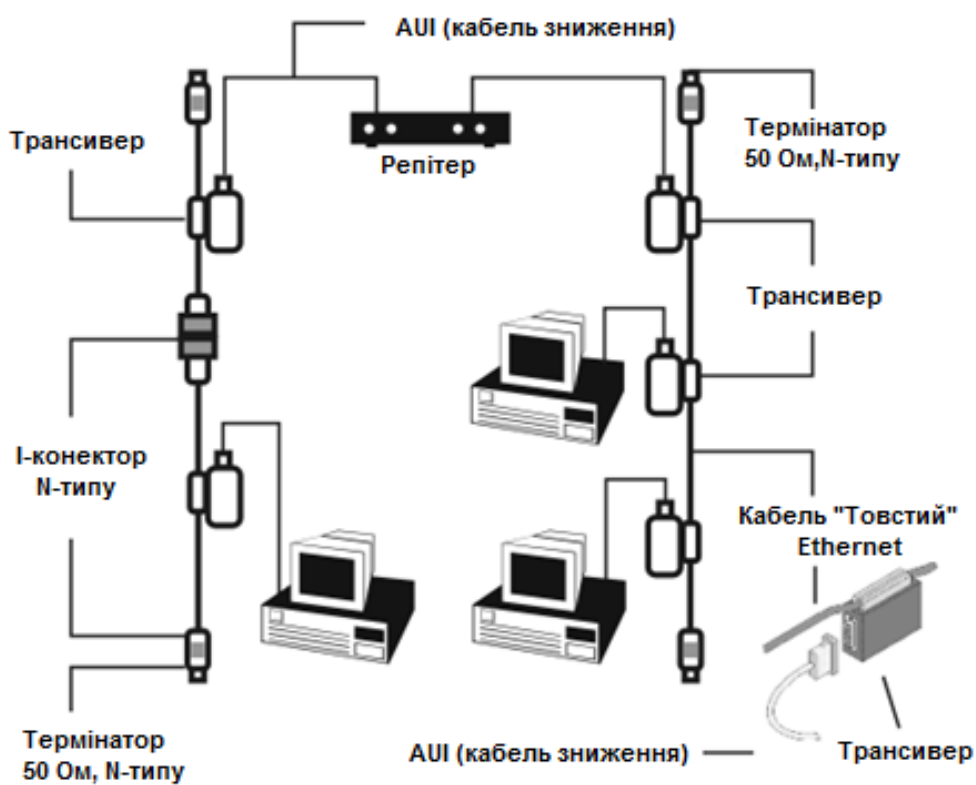 AUI (кабель зниження)
Трансивер
Репітер
Термінатор
50 Ом,N-типу
Трансивер
I-конектор
N-типу
Кабель "Товстий"
Ethernet
Термінатор
50 Ом, N-типу
AUI (кабель зниження)
Трансивер